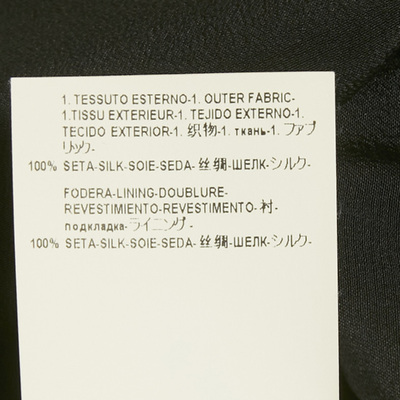 1. TESSUTO ESTERNO-1. OUTER FABRIC-
1.TISSU EXTERIEUR-1. TEJIDO EXTERNO-1.
TECIDO EXTERIOR-1. 织物-1. ткань-1. ファブ
リック-
100% SETA-SILK-SOIE-SEDA-丝绸-ШЕЛК-シルク-
FODERA-LINING-DOUBLURE-
REVESTIMIENTO-REVESTIMENTO-衬-
подкладка-ライニング-
100% SETA-SILK-SOIE-SEDA-丝绸-ШЕЛК-シルク-